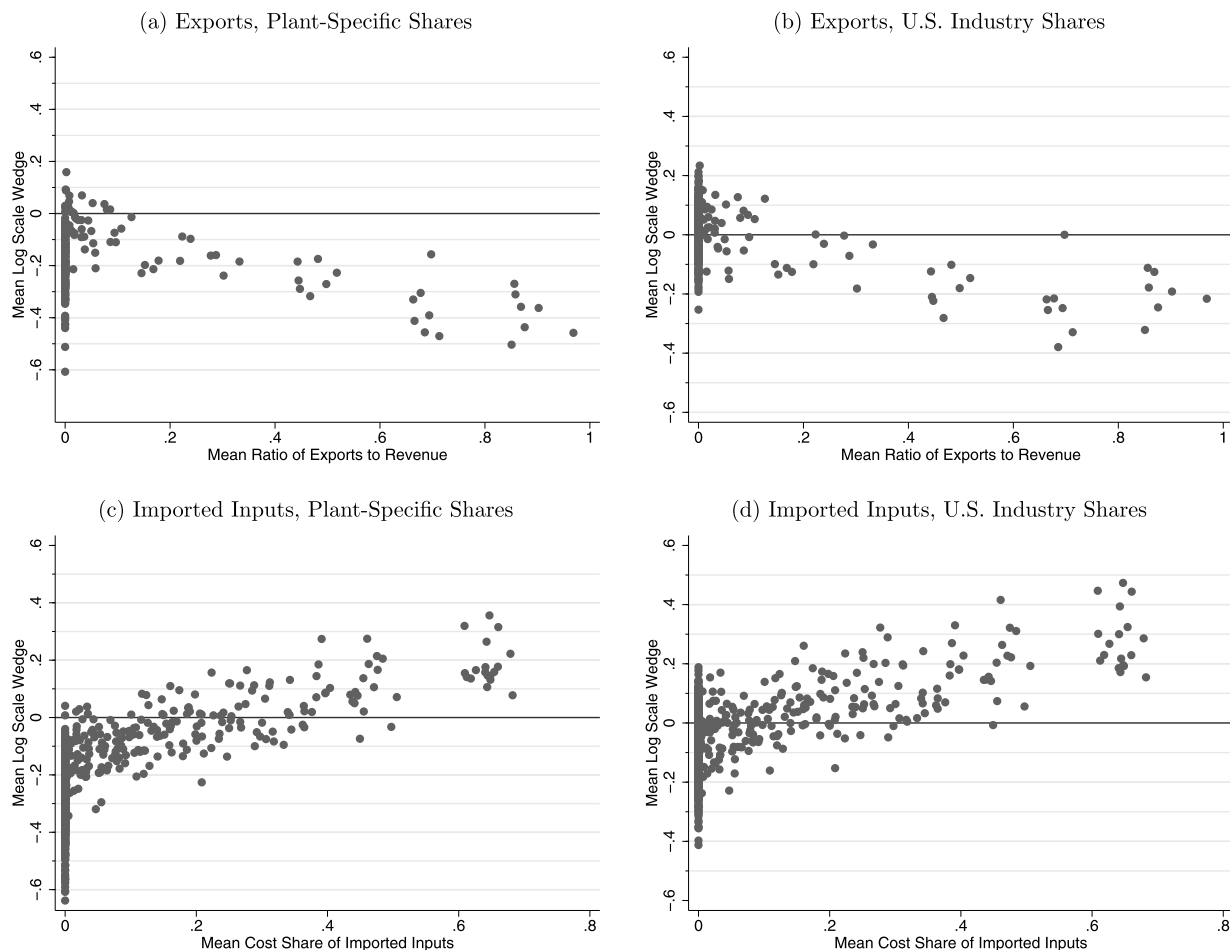 (a) Exports, Plant-Specific Shares
Mean Log Scale Wedge
.6
.4
.2
0
-.2
-.4
-.6
0 .2 .4 .6 .8 1
Mean Ratio of Exports to Revenue
(b) Exports, U.S. Industry Shares
Mean Log Scale Wedge
.6
.4
.2
0
-.2
-.4
-.6
0 .2 .4 .6 .8 1
Mean Ratio of Exports to Revenue
(c) Imported Inputs, Plant-Specific Shares
Mean Log Scale Wedge
.6
.4
.2
0
-.2
-.4
-.6
0 .2 .4 .6 .8
Mean Cost Share of Imported Inputs
(d) Imported Inputs, U.S. Industry Shares
Mean Log Scale Wedge
.6
.4
.2
0
-.2
-.4
-.6
0 .2 .4 .6 .8
Mean Cost Share of Imported Inputs